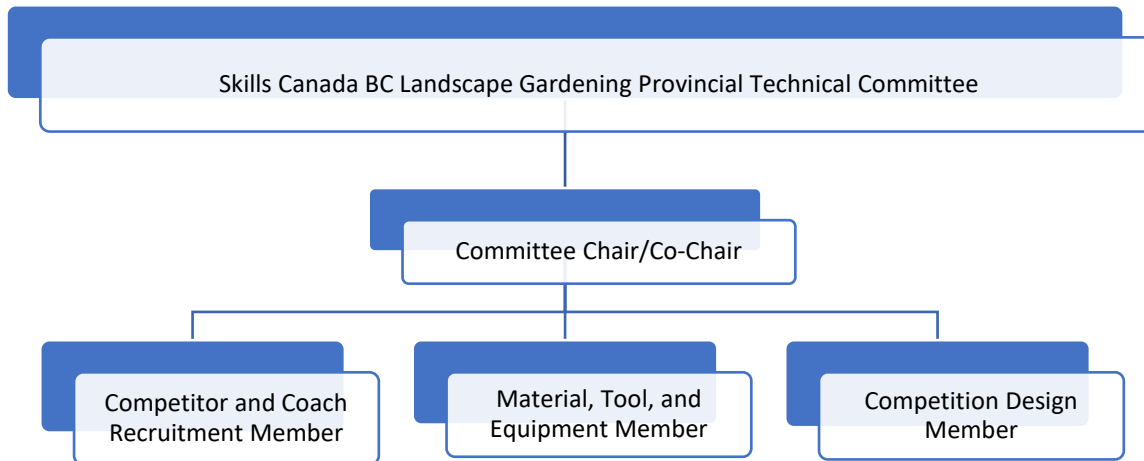 Skills Canada BC Landscape Gardening Provincial Technical Committee
Committee Chair/Co-Chair
Competitor and Coach
Recruitment Member
Material, Tool, and
Equipment Member
Competition Design
Member